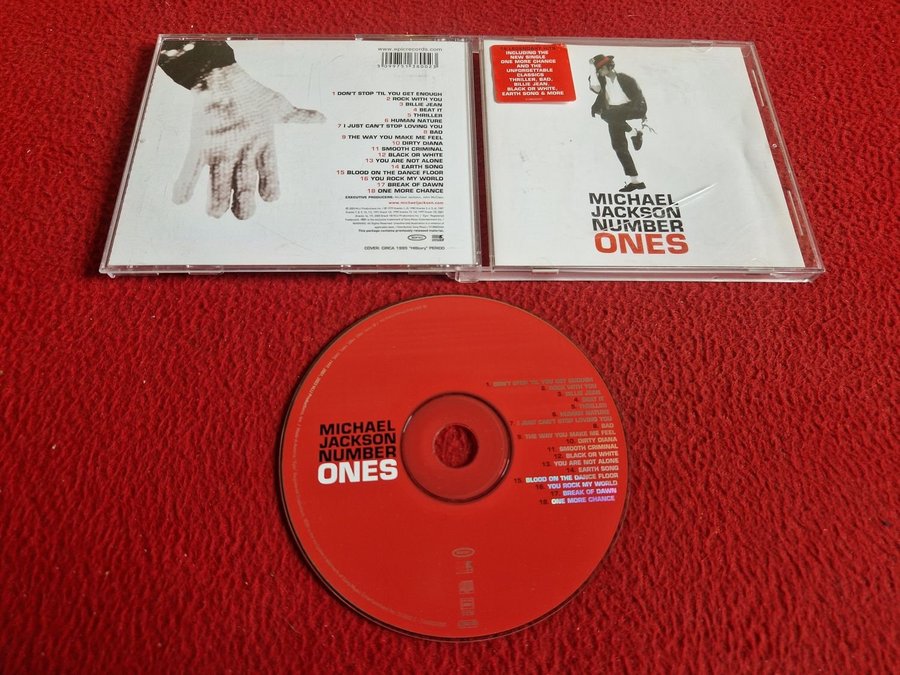 www.epicrecords.com
1 DON'T STOP 'TIL YOU GET ENOUGH
2 ROCK WITH YOU
3 BILLIE JEAN
4 BEAT IT
5 THRILLER
6 HUMAN NATURE
7 I JUST CAN'T STOP LOVING YOU
8 BAD
9 THE WAY YOU MAKE ME FEEL
10 DIRTY DIANA
11 SMOOTH CRIMINAL
12 BLACK OR WHITE
13 YOU ARE NOT ALONE
14 EARTH SONG
15 BLOOD ON THE DANCE FLOOR
16 YOU ROCK MY WORLD
17 BREAK OF DAWN
18 ONE MORE CHANCE
EXECUTIVE PRODUCERS:
www.michaeljackson.com
This package contains previously released material.
COVER: CIRCA 1995 "HIStory" PERIOD
INCLUDING THE
NEW SINGLE
ONE MORE CHANCE
AND THE
UNFORGETTABLE
CLASSICS
THRILLER, BAD,
BILLIE JEAN,
BLACK OR WHITE,
EARTH SONG & MORE
MICHAEL
JACKSON
NUMBER
ONES
MICHAEL
JACKSON
NUMBER
ONES
1. DON'T STOP 'TIL YOU GET ENOUGH
2. ROCK WITH YOU
3. BILLIE JEAN
4. BEAT IT
5. THRILLER
6. HUMAN NATURE
7. I JUST CAN'T STOP LOVING YOU
8. BAD
9. THE WAY YOU MAKE ME FEEL
10. DIRTY DIANA
11. SMOOTH CRIMINAL
12. BLACK OR WHITE
13. YOU ARE NOT ALONE
14. EARTH SONG
15. BLOOD ON THE DANCE FLOOR
16. YOU ROCK MY WORLD
17. BREAK OF DAWN
18. ONE MORE CHANCE